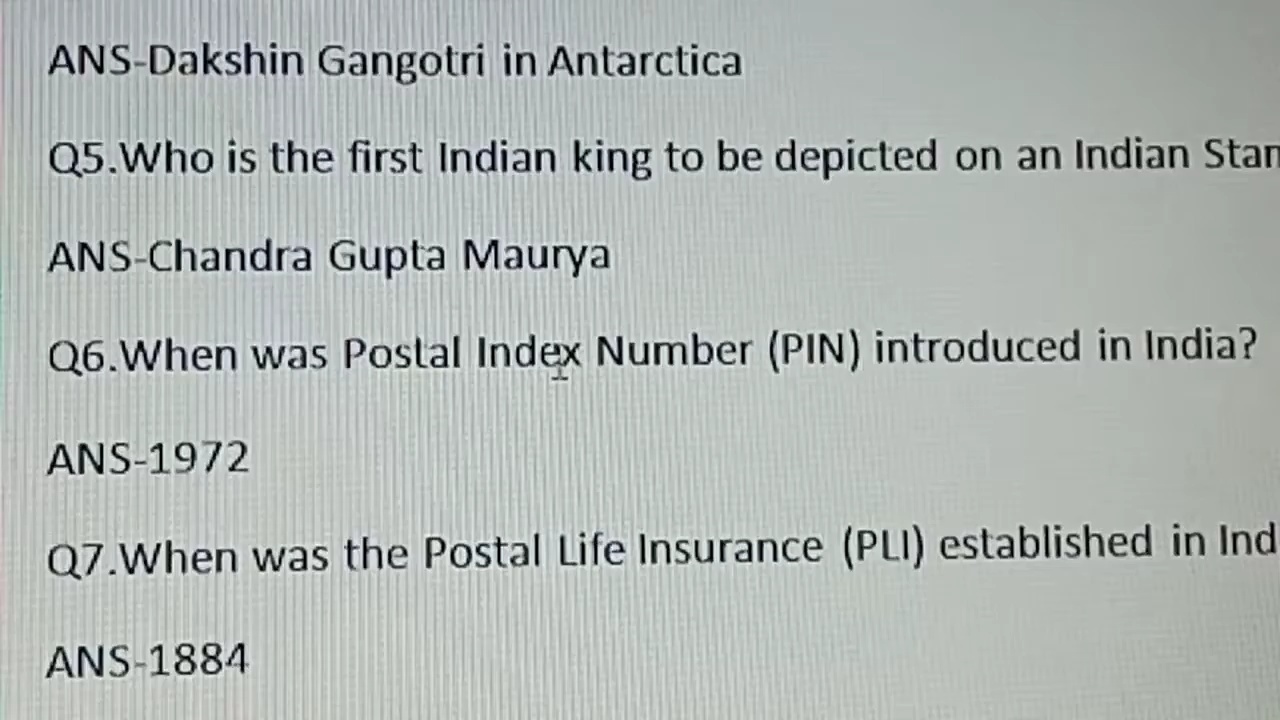 ANS-Dakshin Gangotri in Antarctica
Q5.Who is the first Indian king to be depicted on an Indian
ANS-Chandra Gupta Maurya
Q6.When was Postal Index Number (PIN) introduced in India?
ANS-1972
Q7.When was the Postal Life Insurance (PLI) established in
ANS-1884